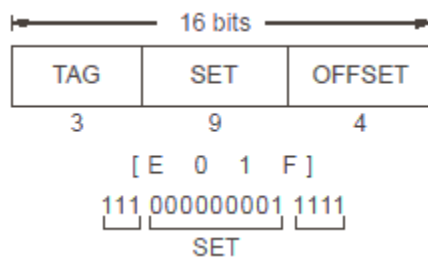 16 bits
TAG SET OFFSET
3 9 4
[ E 0 1 F ]
111 000000001 1111
SET